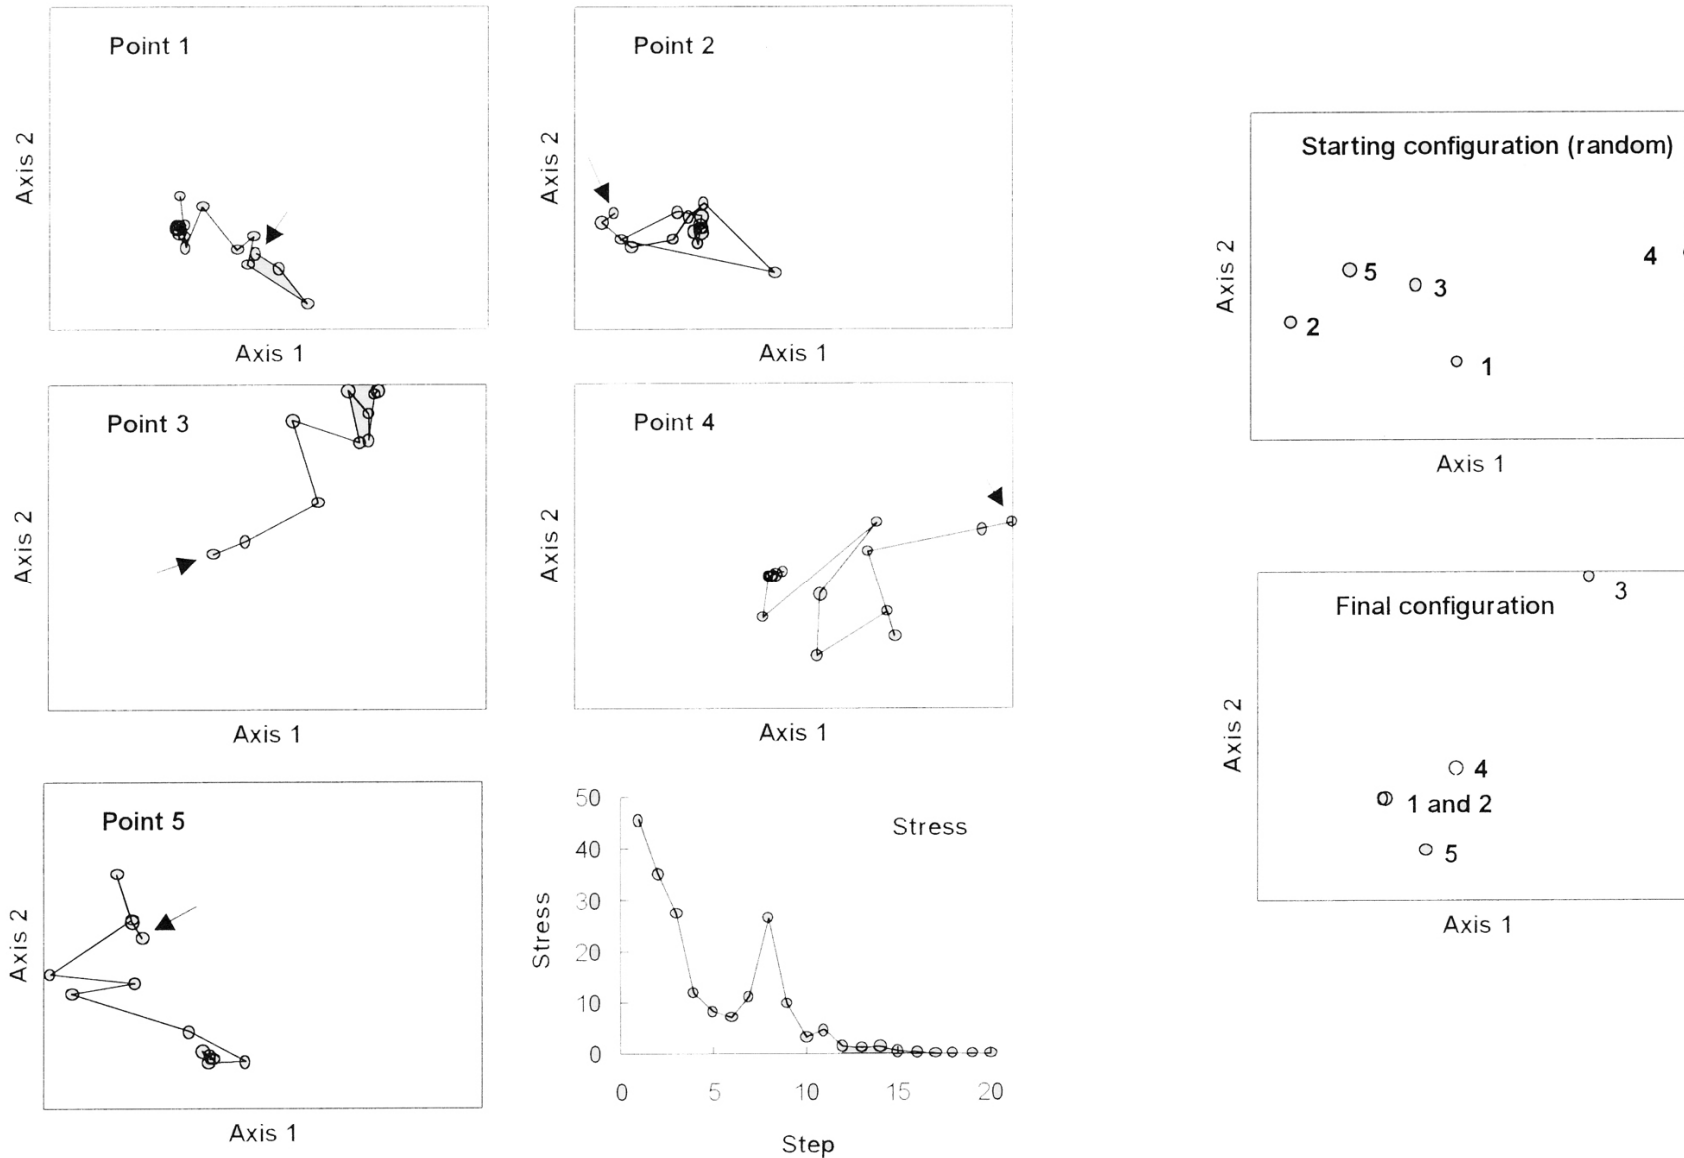 Point 1
Axis 2
Axis 1
Point 2
Axis 2
Axis 1
Point 3
Axis 2
Axis 1
Point 4
Axis 2
Axis 1
Point 5
Axis 2
Axis 1
Stress
Stress
50
40
30
20
10
0
0 5 10 15 20
Step
Starting configuration (random)
Axis 2
4
5
3
2
1
Axis 1
Final configuration
3
Axis 2
4
1 and 2
5
Axis 1